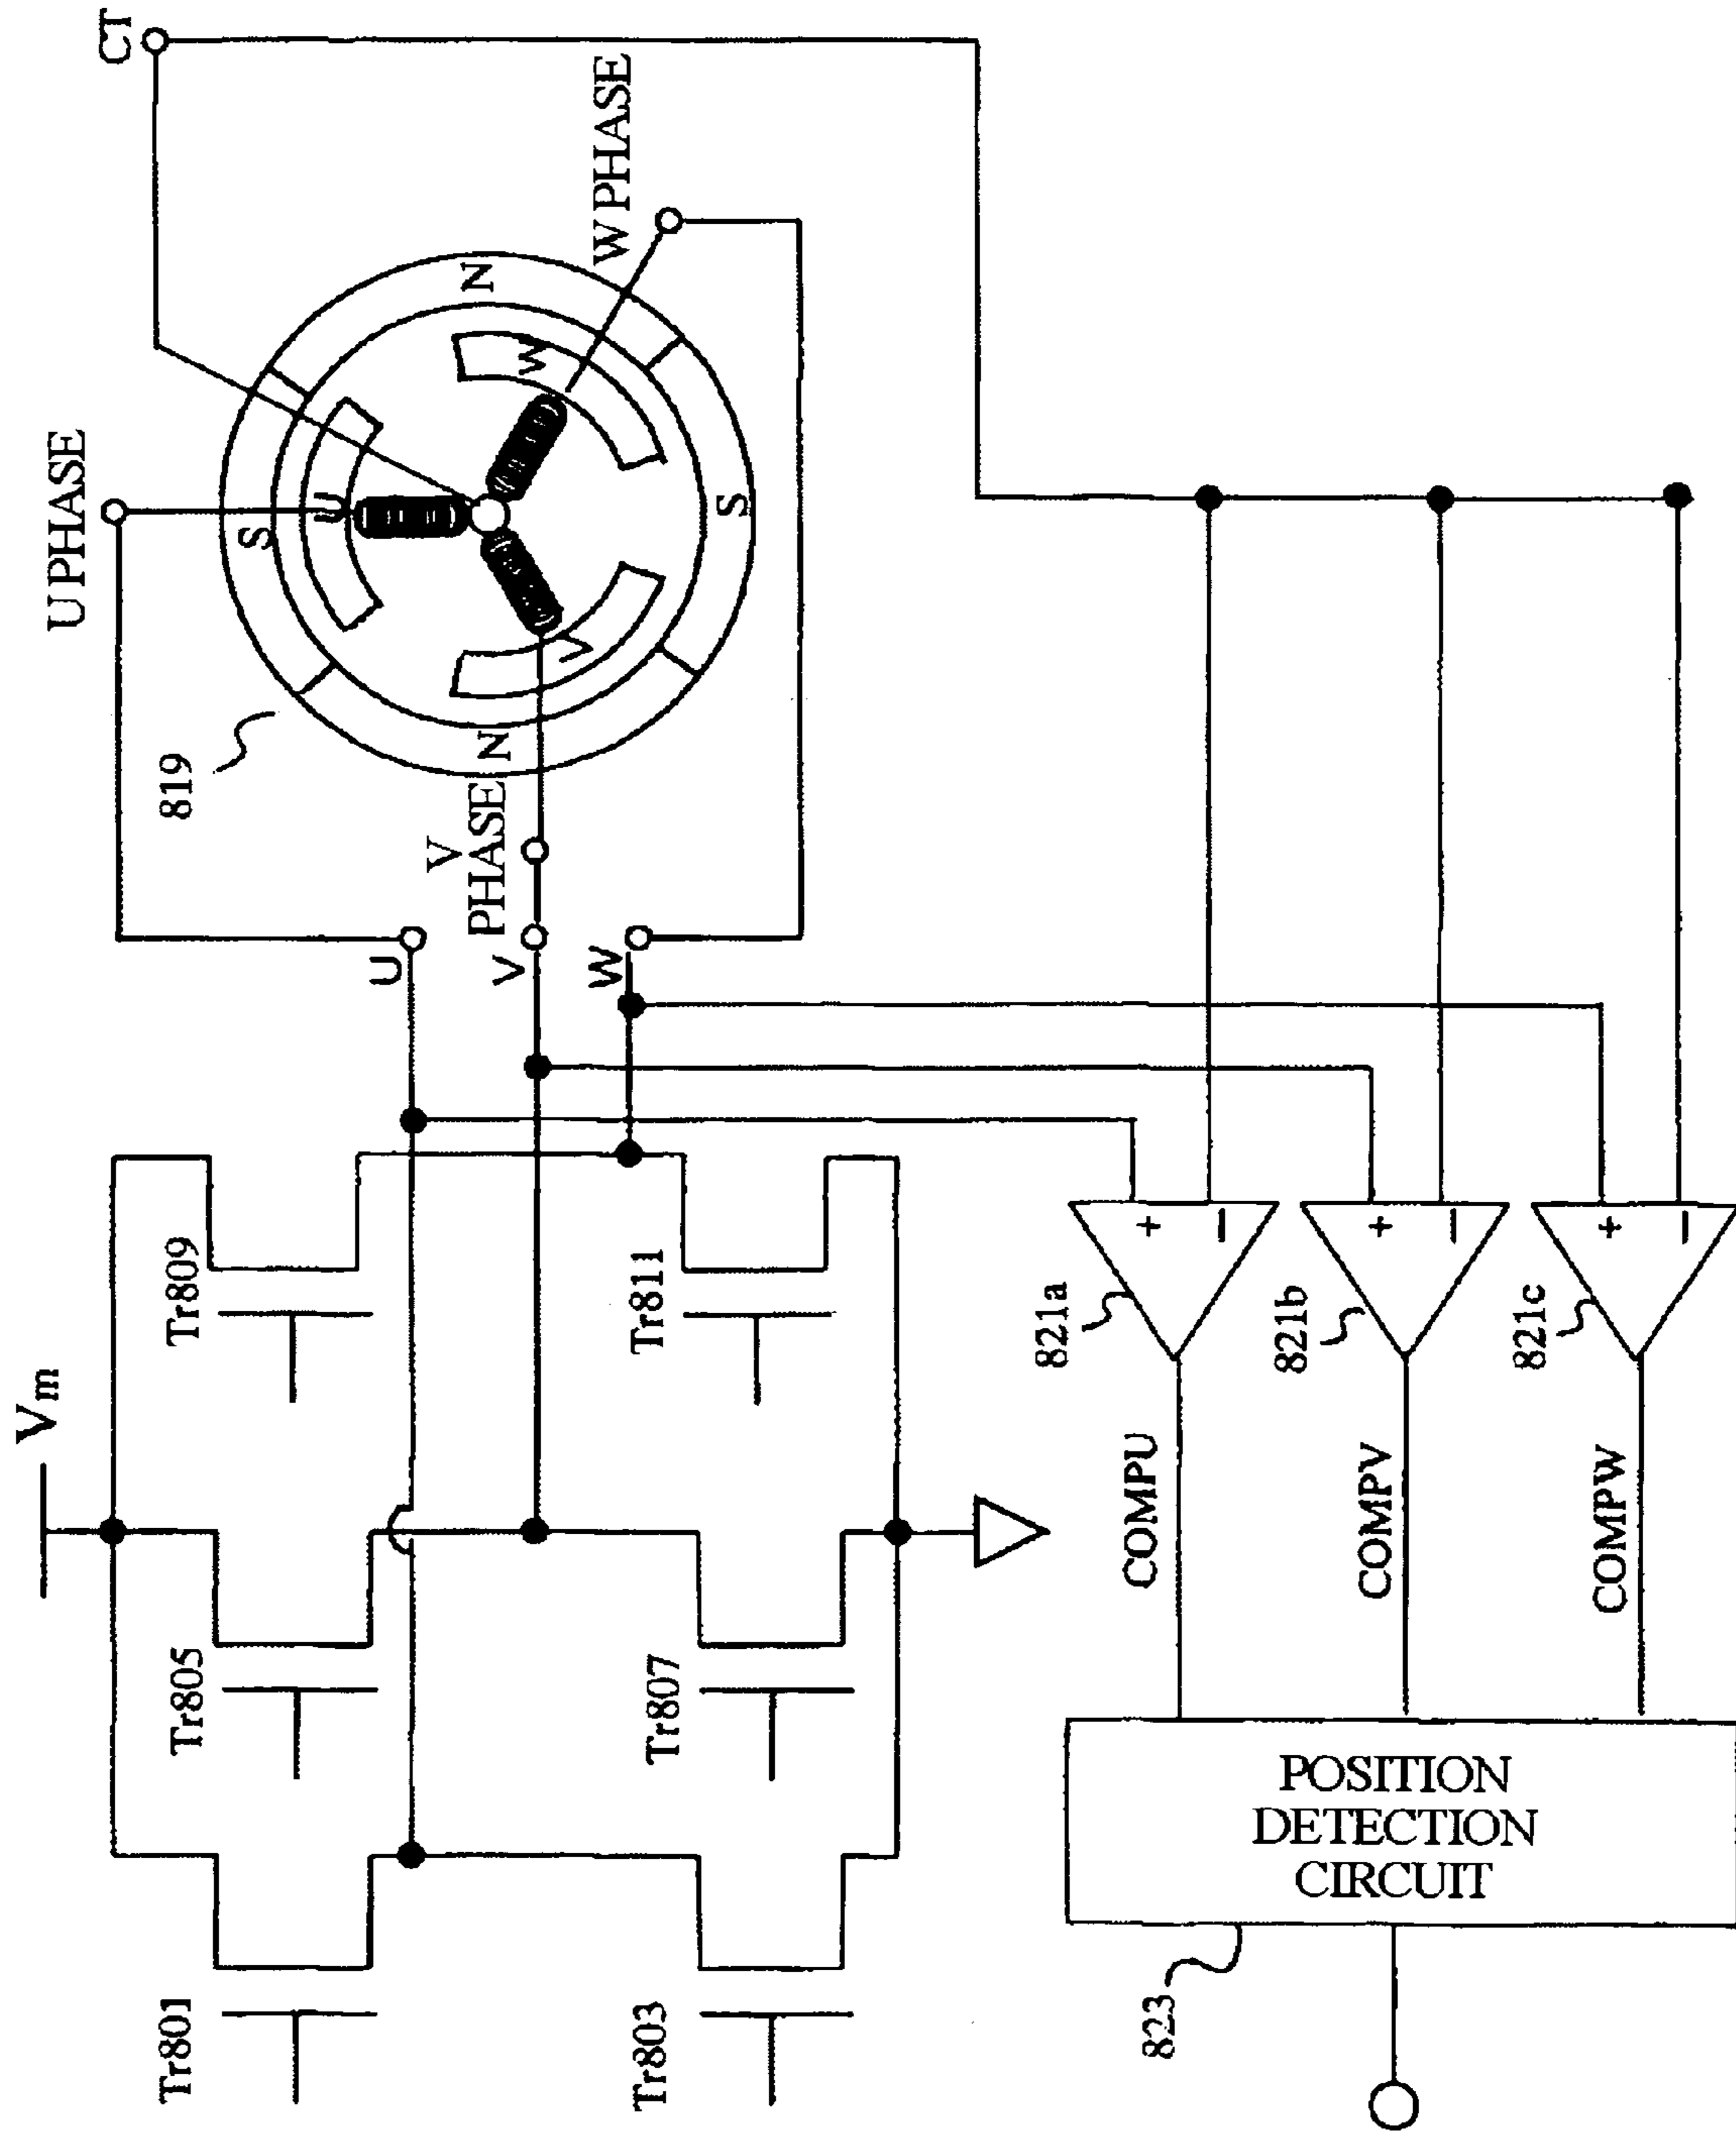 Vm
Tr801
Tr805
Tr809
Tr803
Tr807
Tr811
U
V
W
U PHASE
V
PHASE
W PHASE
CT
819
S
N
N
S
U
V
W
821a
821b
821c
+
−
+
−
+
−
COMPU
COMPV
COMPW
POSITION
DETECTION
CIRCUIT
823